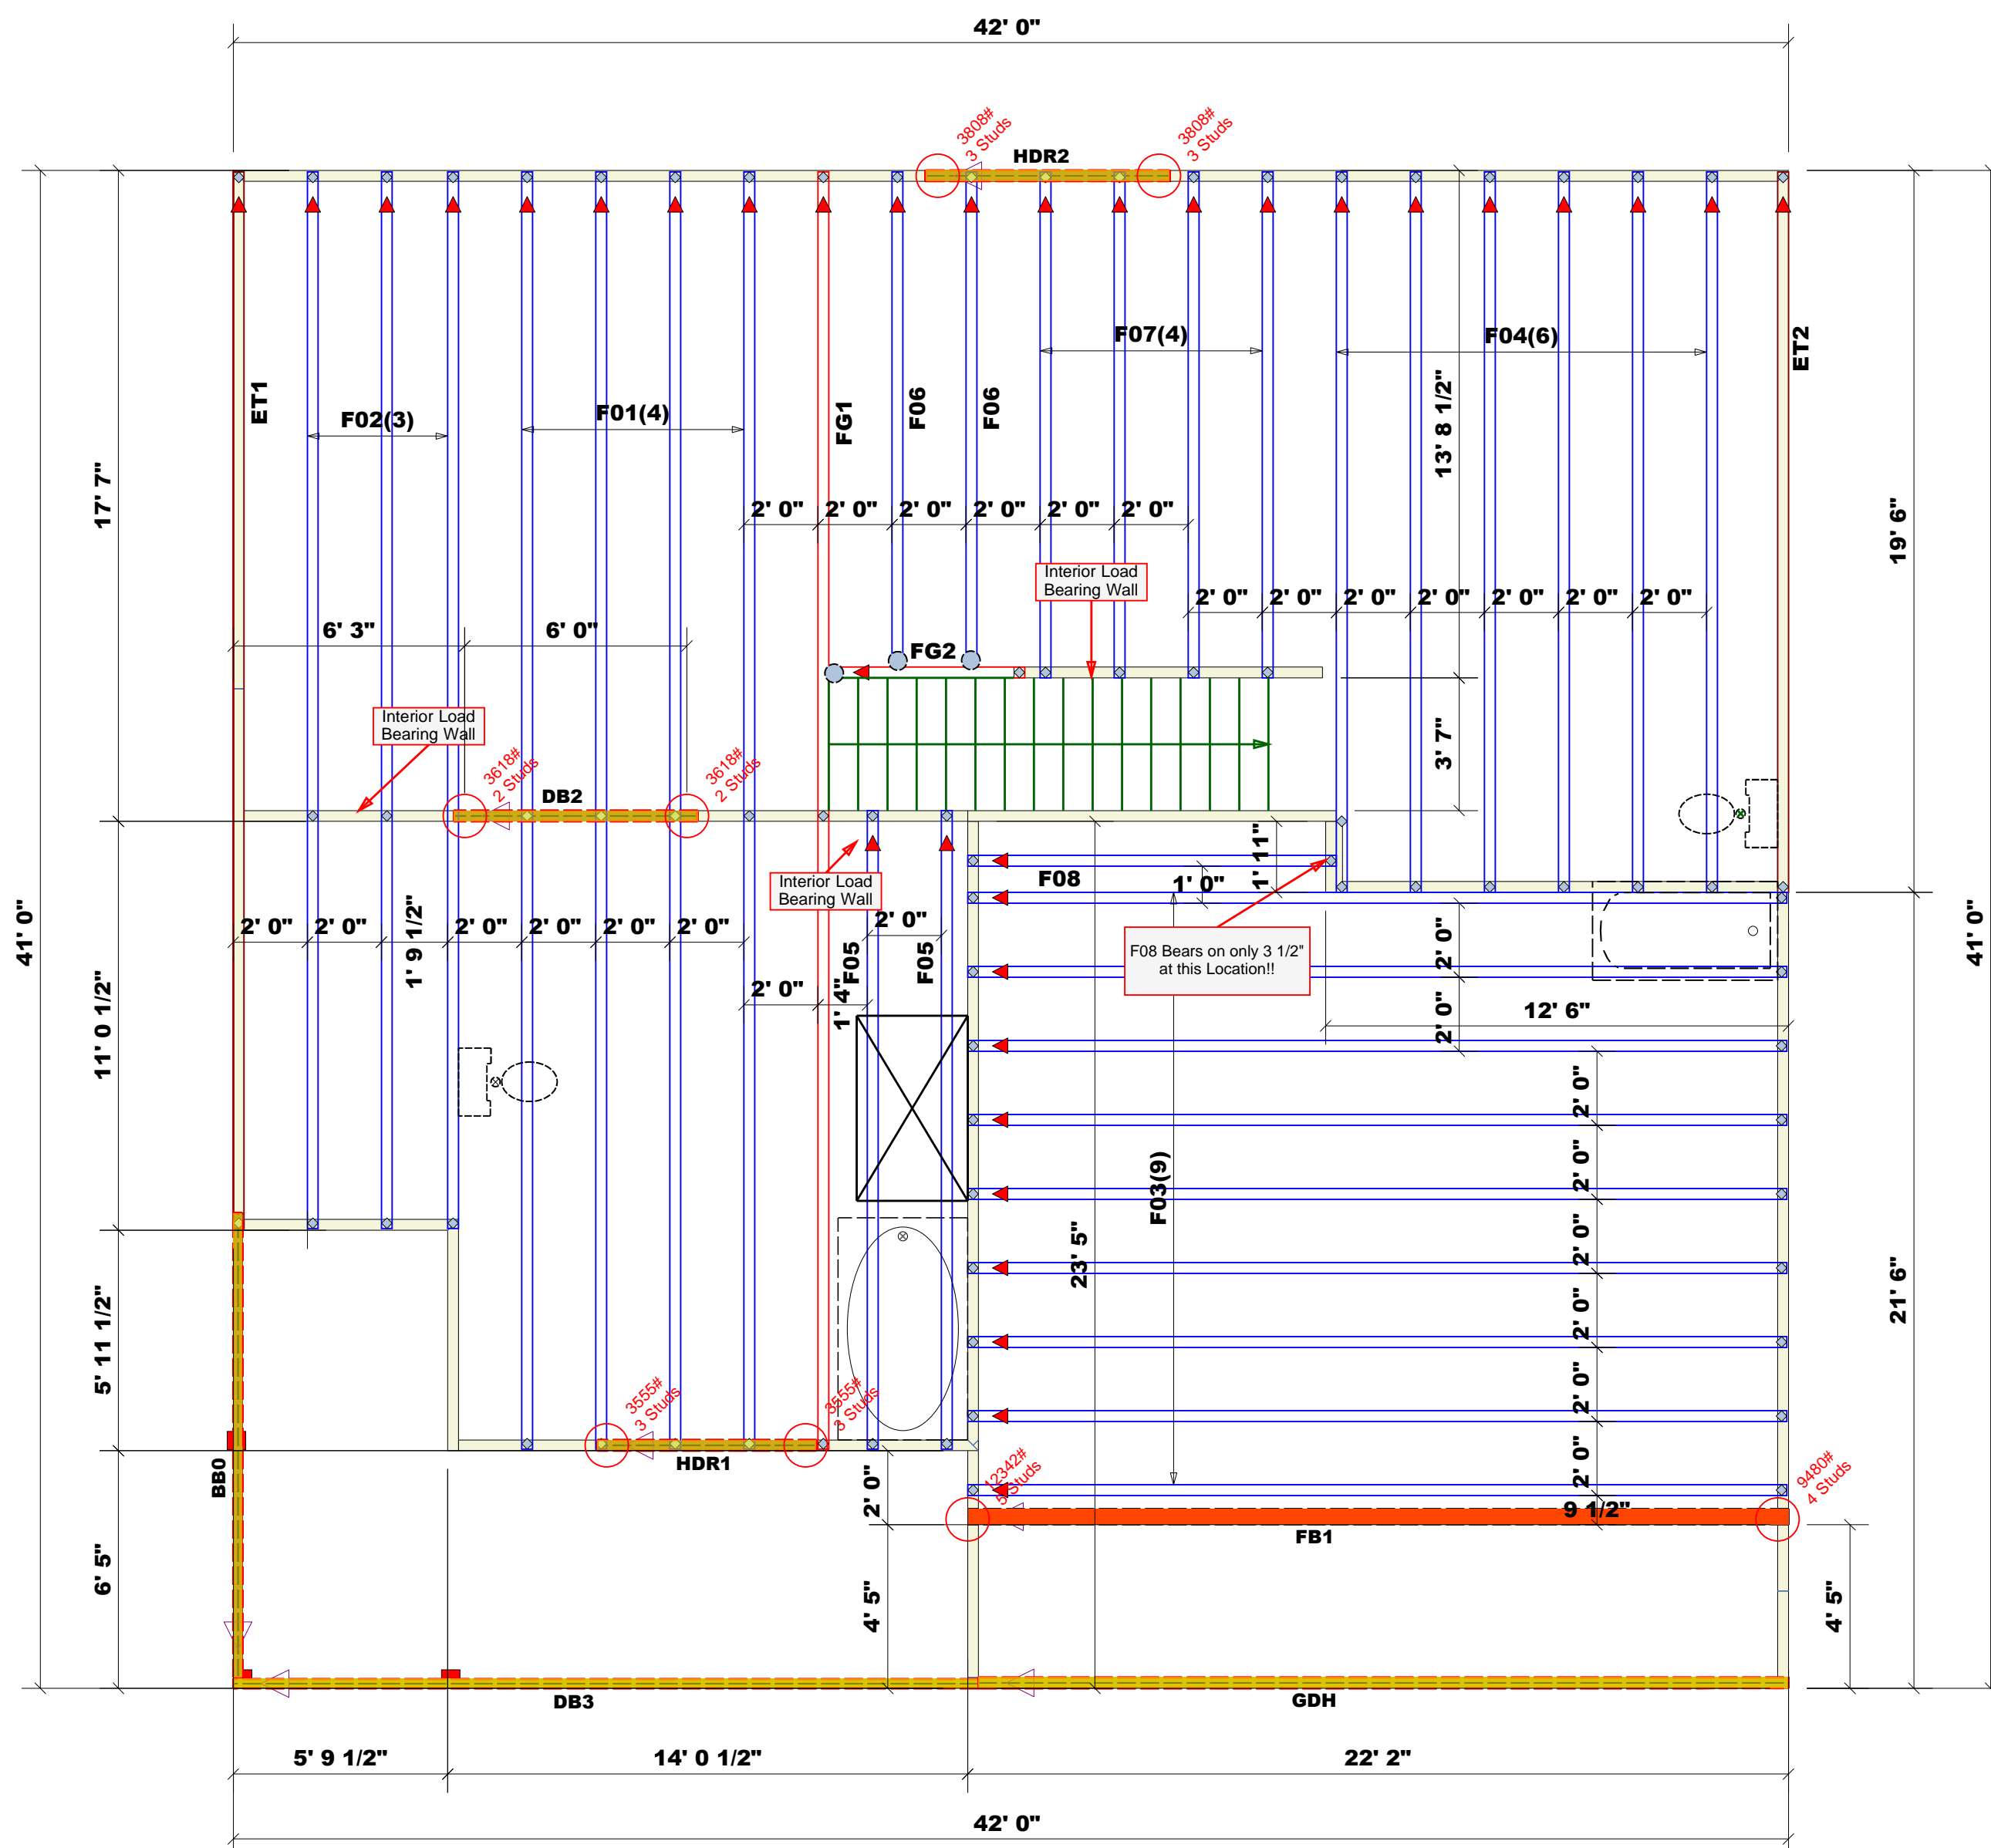 42' 0"
3808#
3 Studs
HDR2
3808#
3 Studs
17' 7"
41' 0"
ET1
F02(3)
F01(4)
FG1
F06
F06
F07(4)
F04(6)
ET2
13' 8 1/2"
19' 6"
41' 0"
2' 0"
2' 0"
2' 0"
2' 0"
2' 0"
2' 0"
Interior Load
Bearing Wall
2' 0"
2' 0"
2' 0"
2' 0"
2' 0"
2' 0"
2' 0"
6' 3"
6' 0"
FG2
Interior Load
Bearing Wall
3' 7"
3618#
2 Studs
DB2
3618#
2 Studs
Interior Load
Bearing Wall
F08
1' 0"
1' 11"
F08 Bears on only 3 1/2"
at this Location!!
2' 0"
2' 0"
1' 9 1/2"
2' 0"
2' 0"
2' 0"
2' 0"
2' 0"
1' 4"
2' 0"
F05
F05
2' 0"
2' 0"
12' 6"
11' 0 1/2"
2' 0"
2' 0"
2' 0"
2' 0"
2' 0"
2' 0"
F03(9)
23' 5"
21' 6"
5' 11 1/2"
3555#
3 Studs
HDR1
3555#
3 Studs
BB0
6' 5"
2' 0"
4' 5"
12342#
5 Studs
9480#
4 Studs
9 1/2"
FB1
4' 5"
DB3
GDH
5' 9 1/2"
14' 0 1/2"
22' 2"
42' 0"